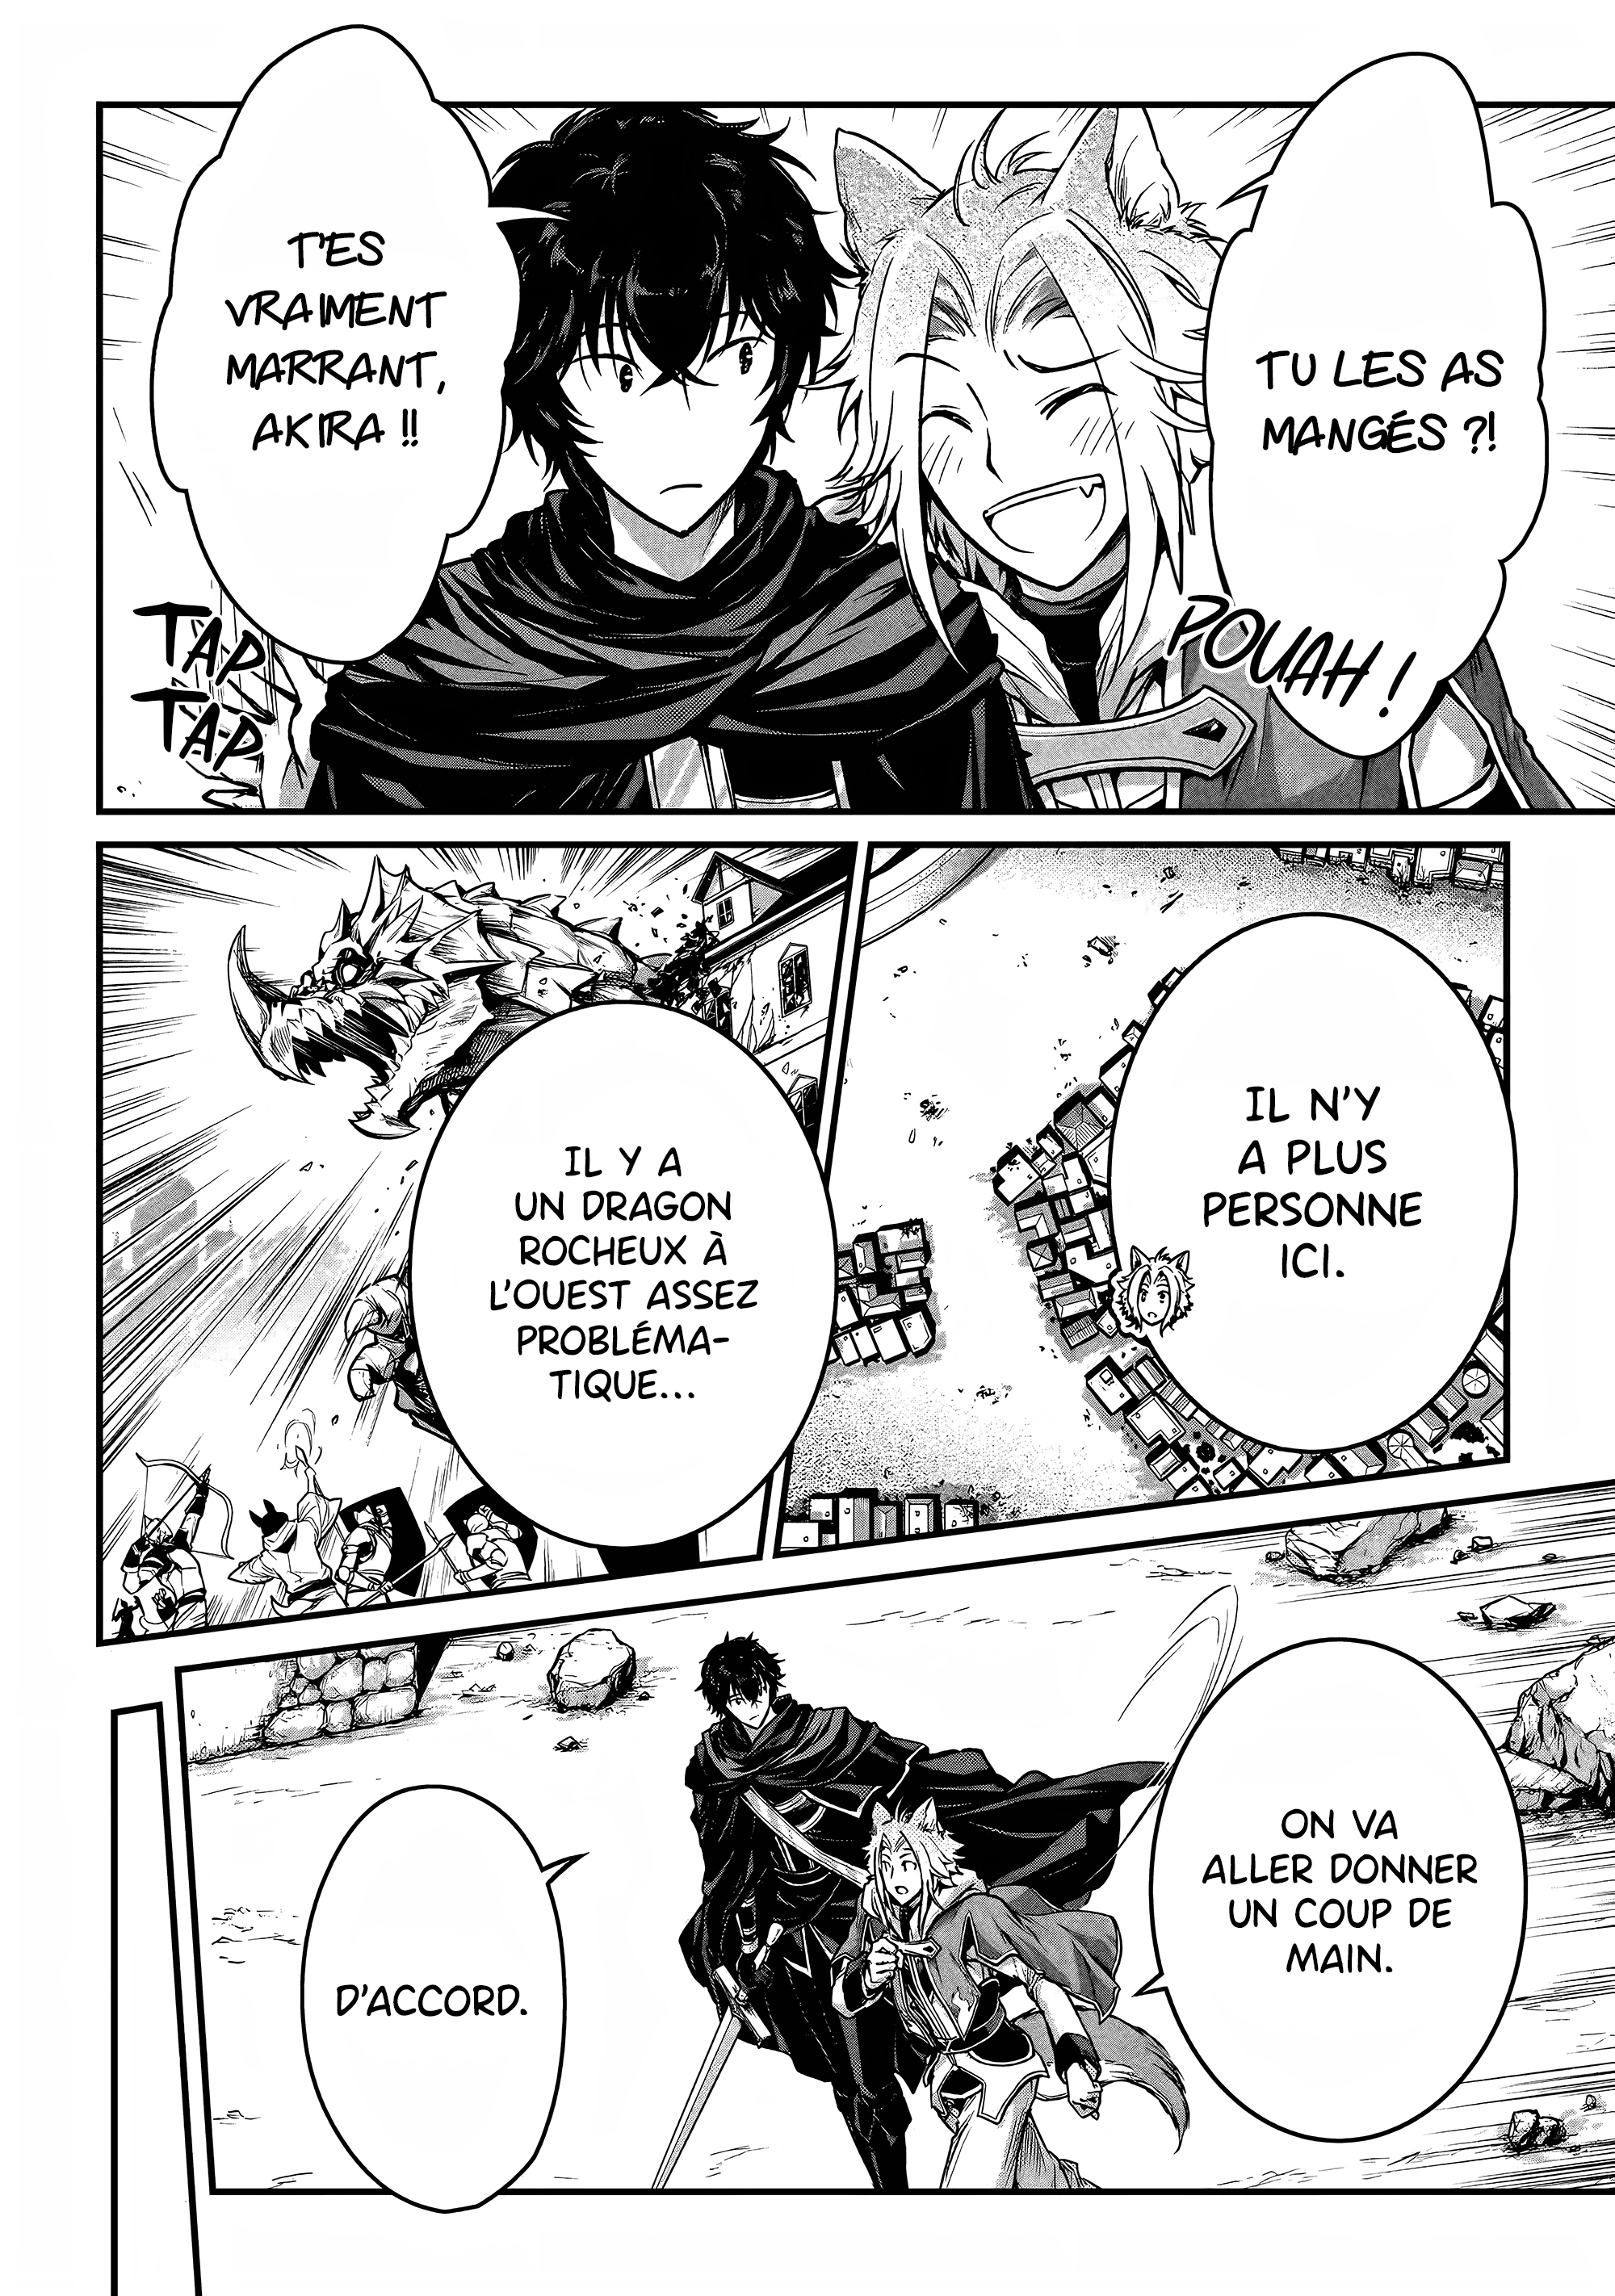 TU LES AS
MANGÉS ?!
POUAH !
T'ES
VRAIMENT
MARRANT,
AKIRA !!
TAP
TAP
IL N'Y
A PLUS
PERSONNE
ICI.
IL Y A
UN DRAGON
ROCHEUX À
L'OUEST ASSEZ
PROBLÉMA-
TIQUE...
ON VA
ALLER DONNER
UN COUP DE
MAIN.
D'ACCORD.